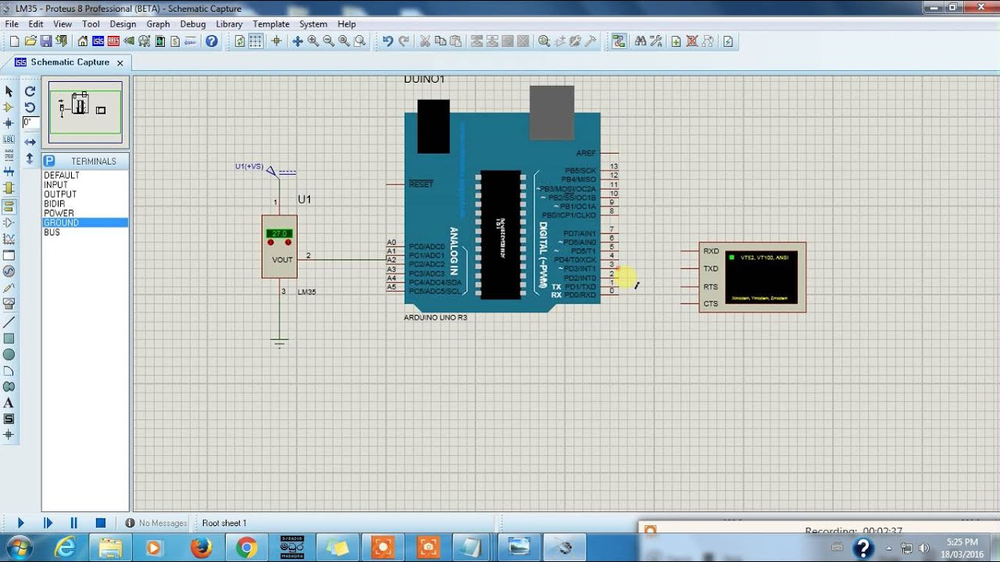 LM35 - Proteus 8 Professional (BETA) - Schematic Capture
File Edit View Tool Design Graph Debug Library Template System Help
Schematic Capture
0°
LBL
TERMINALS
DEFAULT
INPUT
OUTPUT
BIDIR
POWER
GROUND
BUS
DUINO1
U1(+VS)
U1
1
27.0
VOUT
2
3
LM35
RESET
A0
A1
A2
A3
A4
A5
PC0/ADC0
PC1/ADC1
PC2/ADC2
PC3/ADC3
PC4/ADC4/SDA
PC5/ADC5/SCL
ANALOG IN
ARDUINO UNO R3
DIGITAL (~PWM)
AREF
PB5/SCK 13
PB4/MISO 12
~PB3/MOSI/OC2A 11
~ PB2/SS/OC1B 10
~ PB1/OC1A 9
PB0/ICP1/CLKO 8
PD7/AIN1 7
~ PD6/AIN0 6
~ PD5/T1 5
PD4/T0/XCK 4
~ PD3/INT1 3
PD2/INT0 2
TX PD1/TXD 1
RX PD0/RXD 0
RXD
TXD
RTS
CTS
VT52, VT100, ANSI
Xmodem, Ymodem, Zmodem
No Messages
Root sheet 1
Recording: 00:02:37
5:25 PM
18/03/2016